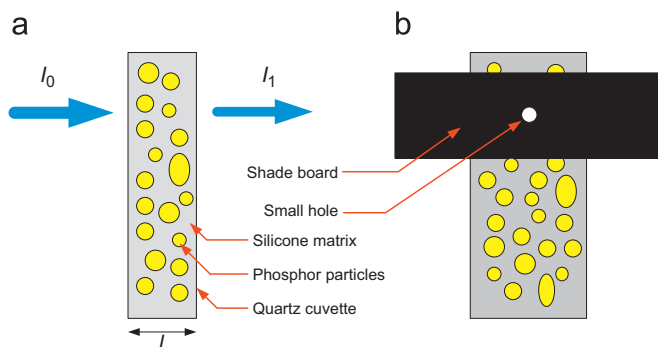 a
b
I0
I1
Shade board
Small hole
Silicone matrix
Phosphor particles
Quartz cuvette
l